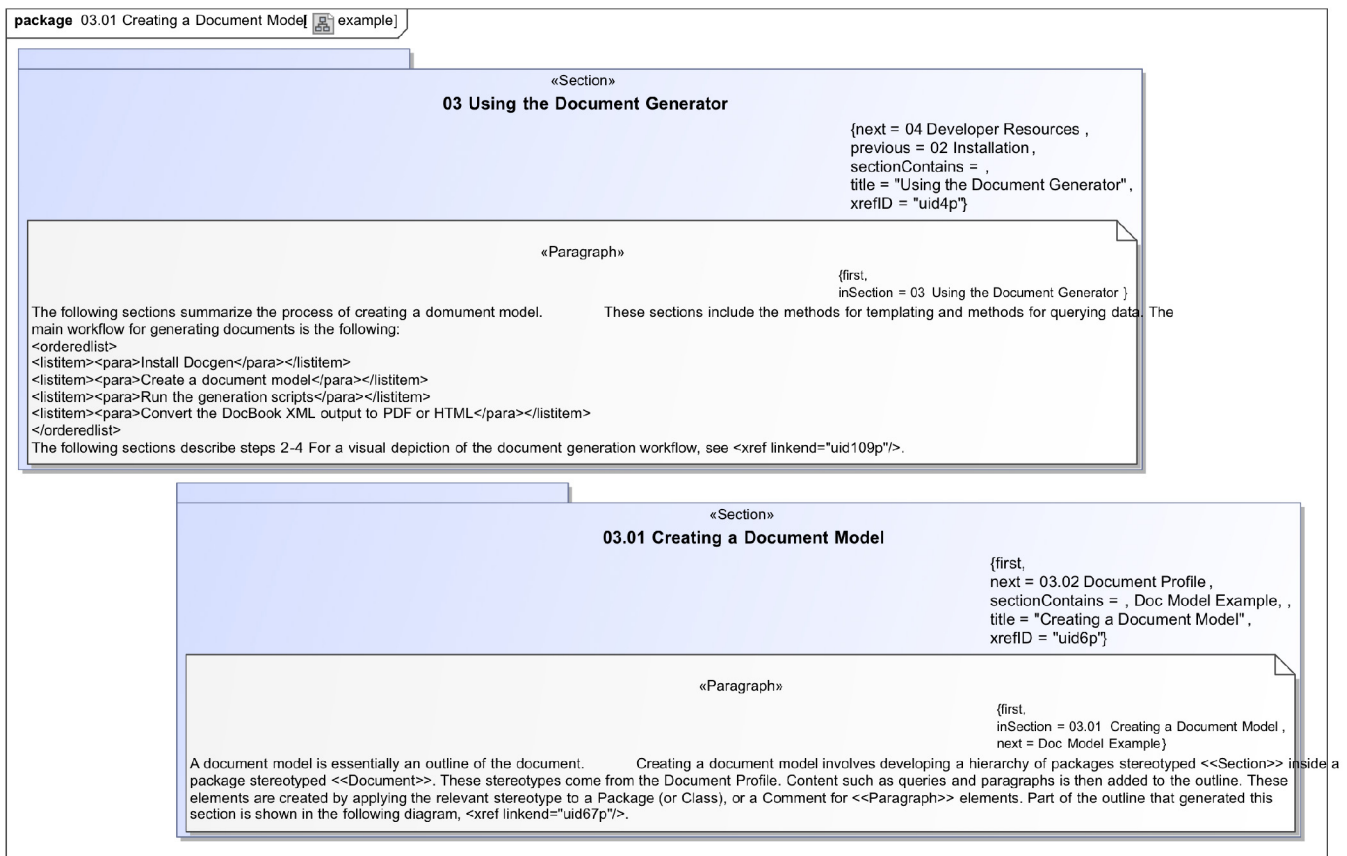 package 03.01 Creating a Document Model[ example]
«Section»
03 Using the Document Generator
{next = 04 Developer Resources ,
previous = 02 Installation ,
sectionContains = ,
title = "Using the Document Generator" ,
xrefID = "uid4p"}
«Paragraph»
{first,
inSection = 03 Using the Document Generator }
The following sections summarize the process of creating a domument model. These sections include the methods for templating and methods for querying data. The
main workflow for generating documents is the following:
<orderedlist>
<listitem><para>Install Docgen</para></listitem>
<listitem><para>Create a document model</para></listitem>
<listitem><para>Run the generation scripts</para></listitem>
<listitem><para>Convert the DocBook XML output to PDF or HTML</para></listitem>
</orderedlist>
The following sections describe steps 2-4 For a visual depiction of the document generation workflow, see <xref linkend="uid109p"/>.
«Section»
03.01 Creating a Document Model
{first,
next = 03.02 Document Profile ,
sectionContains = , Doc Model Example, ,
title = "Creating a Document Model" ,
xrefID = "uid6p"}
«Paragraph»
{first,
inSection = 03.01 Creating a Document Model ,
next = Doc Model Example}
A document model is essentially an outline of the document. Creating a document model involves developing a hierarchy of packages stereotyped <<Section>> inside a
package stereotyped <<Document>>. These stereotypes come from the Document Profile. Content such as queries and paragraphs is then added to the outline. These
elements are created by applying the relevant stereotype to a Package (or Class), or a Comment for <<Paragraph>> elements. Part of the outline that generated this
section is shown in the following diagram, <xref linkend="uid67p"/>.